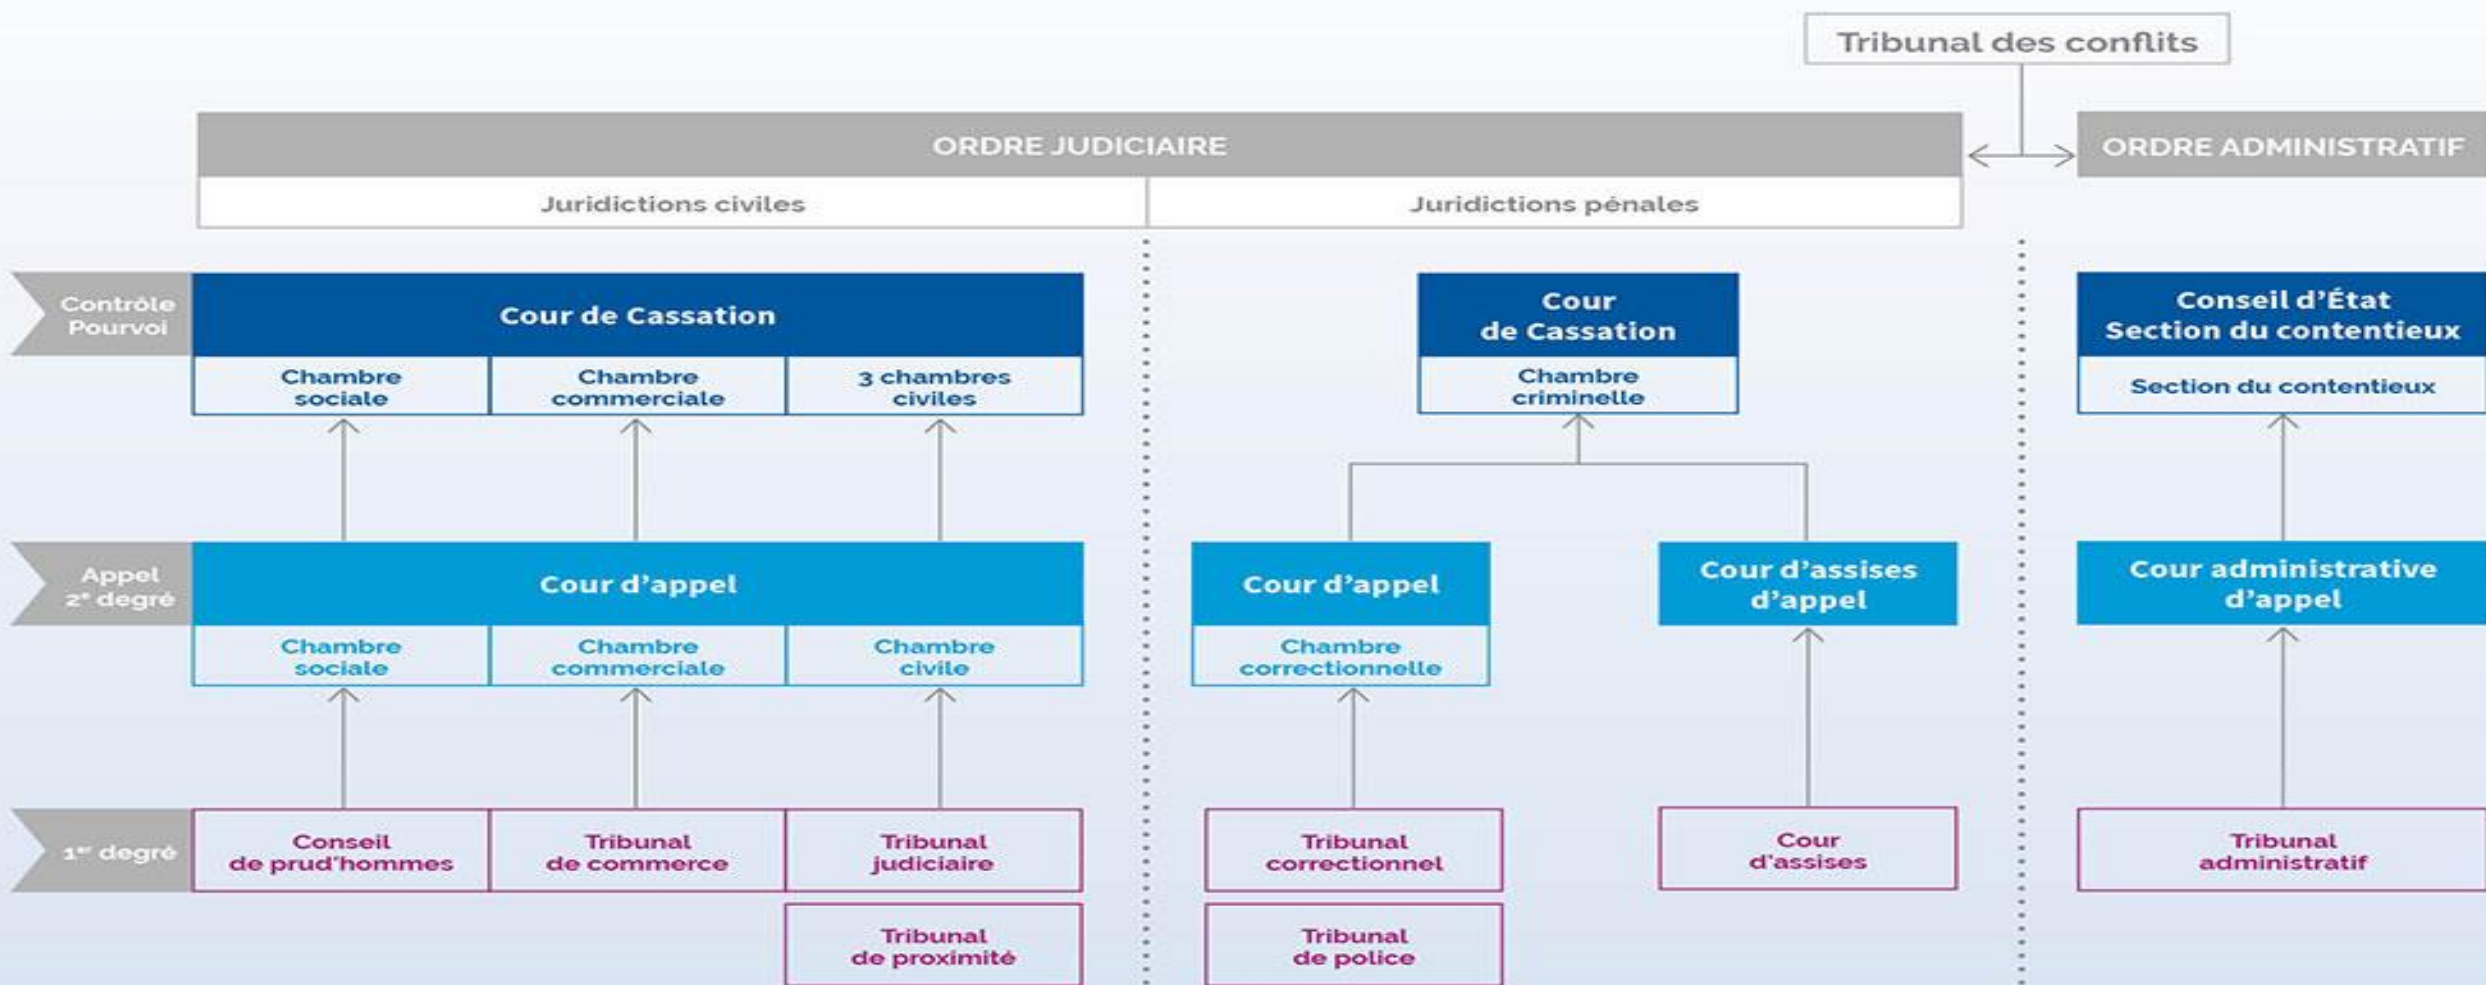 Tribunal des conflits
ORDRE JUDICIAIRE
ORDRE ADMINISTRATIF
Juridictions civiles
Juridictions pénales
Contrôle
Pourvoi
Cour de Cassation
Chambre
sociale
Chambre
commerciale
3 chambres
civiles
Cour
de Cassation
Chambre
criminelle
Conseil d'État
Section du contentieux
Section du contentieux
Appel
2e degré
Cour d'appel
Chambre
sociale
Chambre
commerciale
Chambre
civile
Cour d'appel
Chambre
correctionnelle
Cour d'assises
d'appel
Cour administrative
d'appel
1er degré
Conseil
de prud'hommes
Tribunal
de commerce
Tribunal
judiciaire
Tribunal
de proximité
Tribunal
correctionnel
Tribunal
de police
Cour
d'assises
Tribunal
administratif